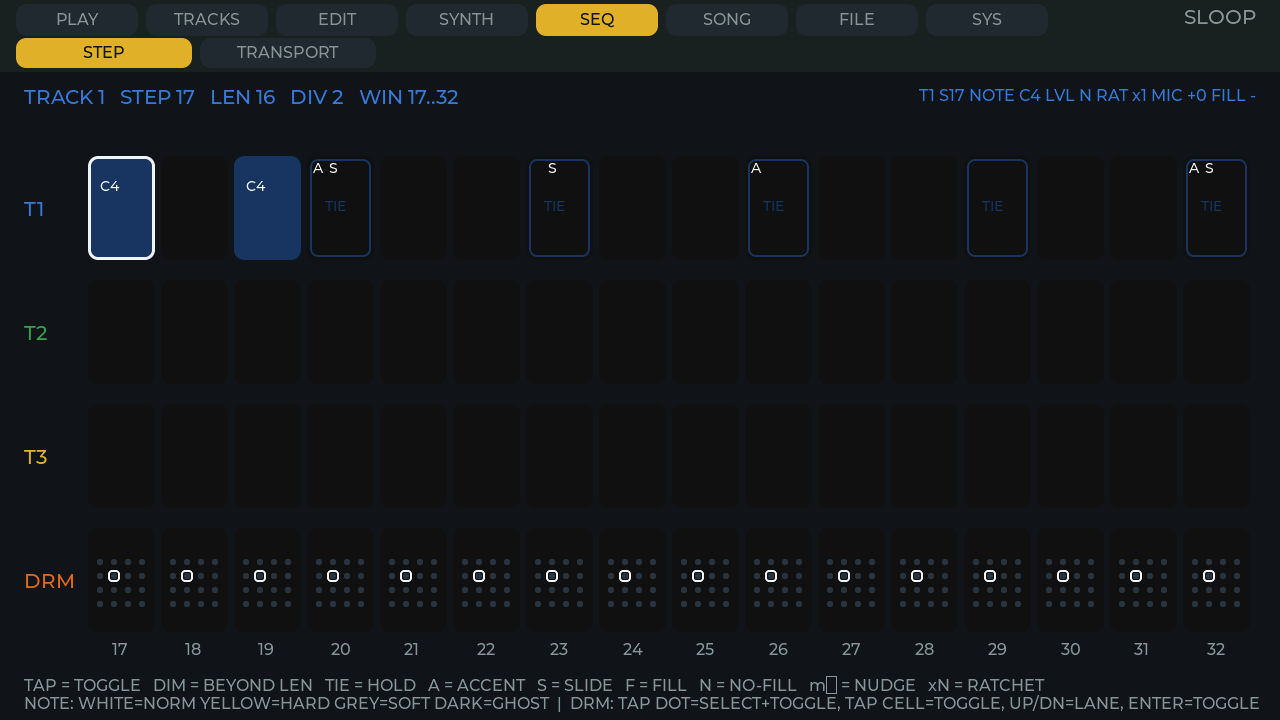 PLAY TRACKS EDIT SYNTH SEQ SONG FILE SYS SLOOP
STEP TRANSPORT
TRACK 1 STEP 17 LEN 16 DIV 2 WIN 17..32 T1 S17 NOTE C4 LVL N RAT x1 MIC +0 FILL -
A S S A A S
C4 C4
T1 TIE TIE TIE TIE TIE
T2
T3
DRM
17 18 19 20 21 22 23 24 25 26 27 28 29 30 31 32
TAP = TOGGLE DIM = BEYOND LEN TIE = HOLD A = ACCENT S = SLIDE F = FILL N = NO-FILL m□ = NUDGE xN = RATCHET
NOTE: WHITE=NORM YELLOW=HARD GREY=SOFT DARK=GHOST | DRM: TAP DOT=SELECT+TOGGLE, TAP CELL=TOGGLE, UP/DN=LANE, ENTER=TOGGLE